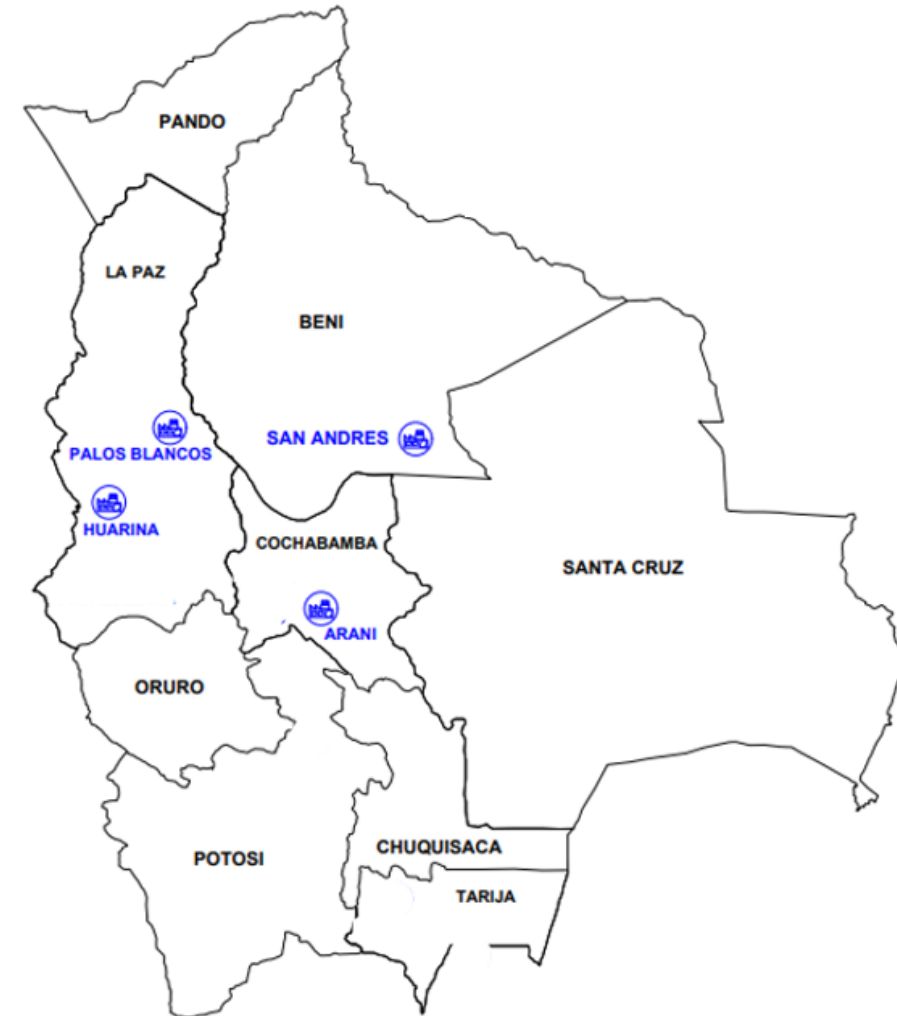 PANDO
LA PAZ
BENI
SAN ANDRES
PALOS BLANCOS
HUARINA
COCHABAMBA
SANTA CRUZ
ARANI
ORURO
POTOSI
CHUQUISACA
TARIJA